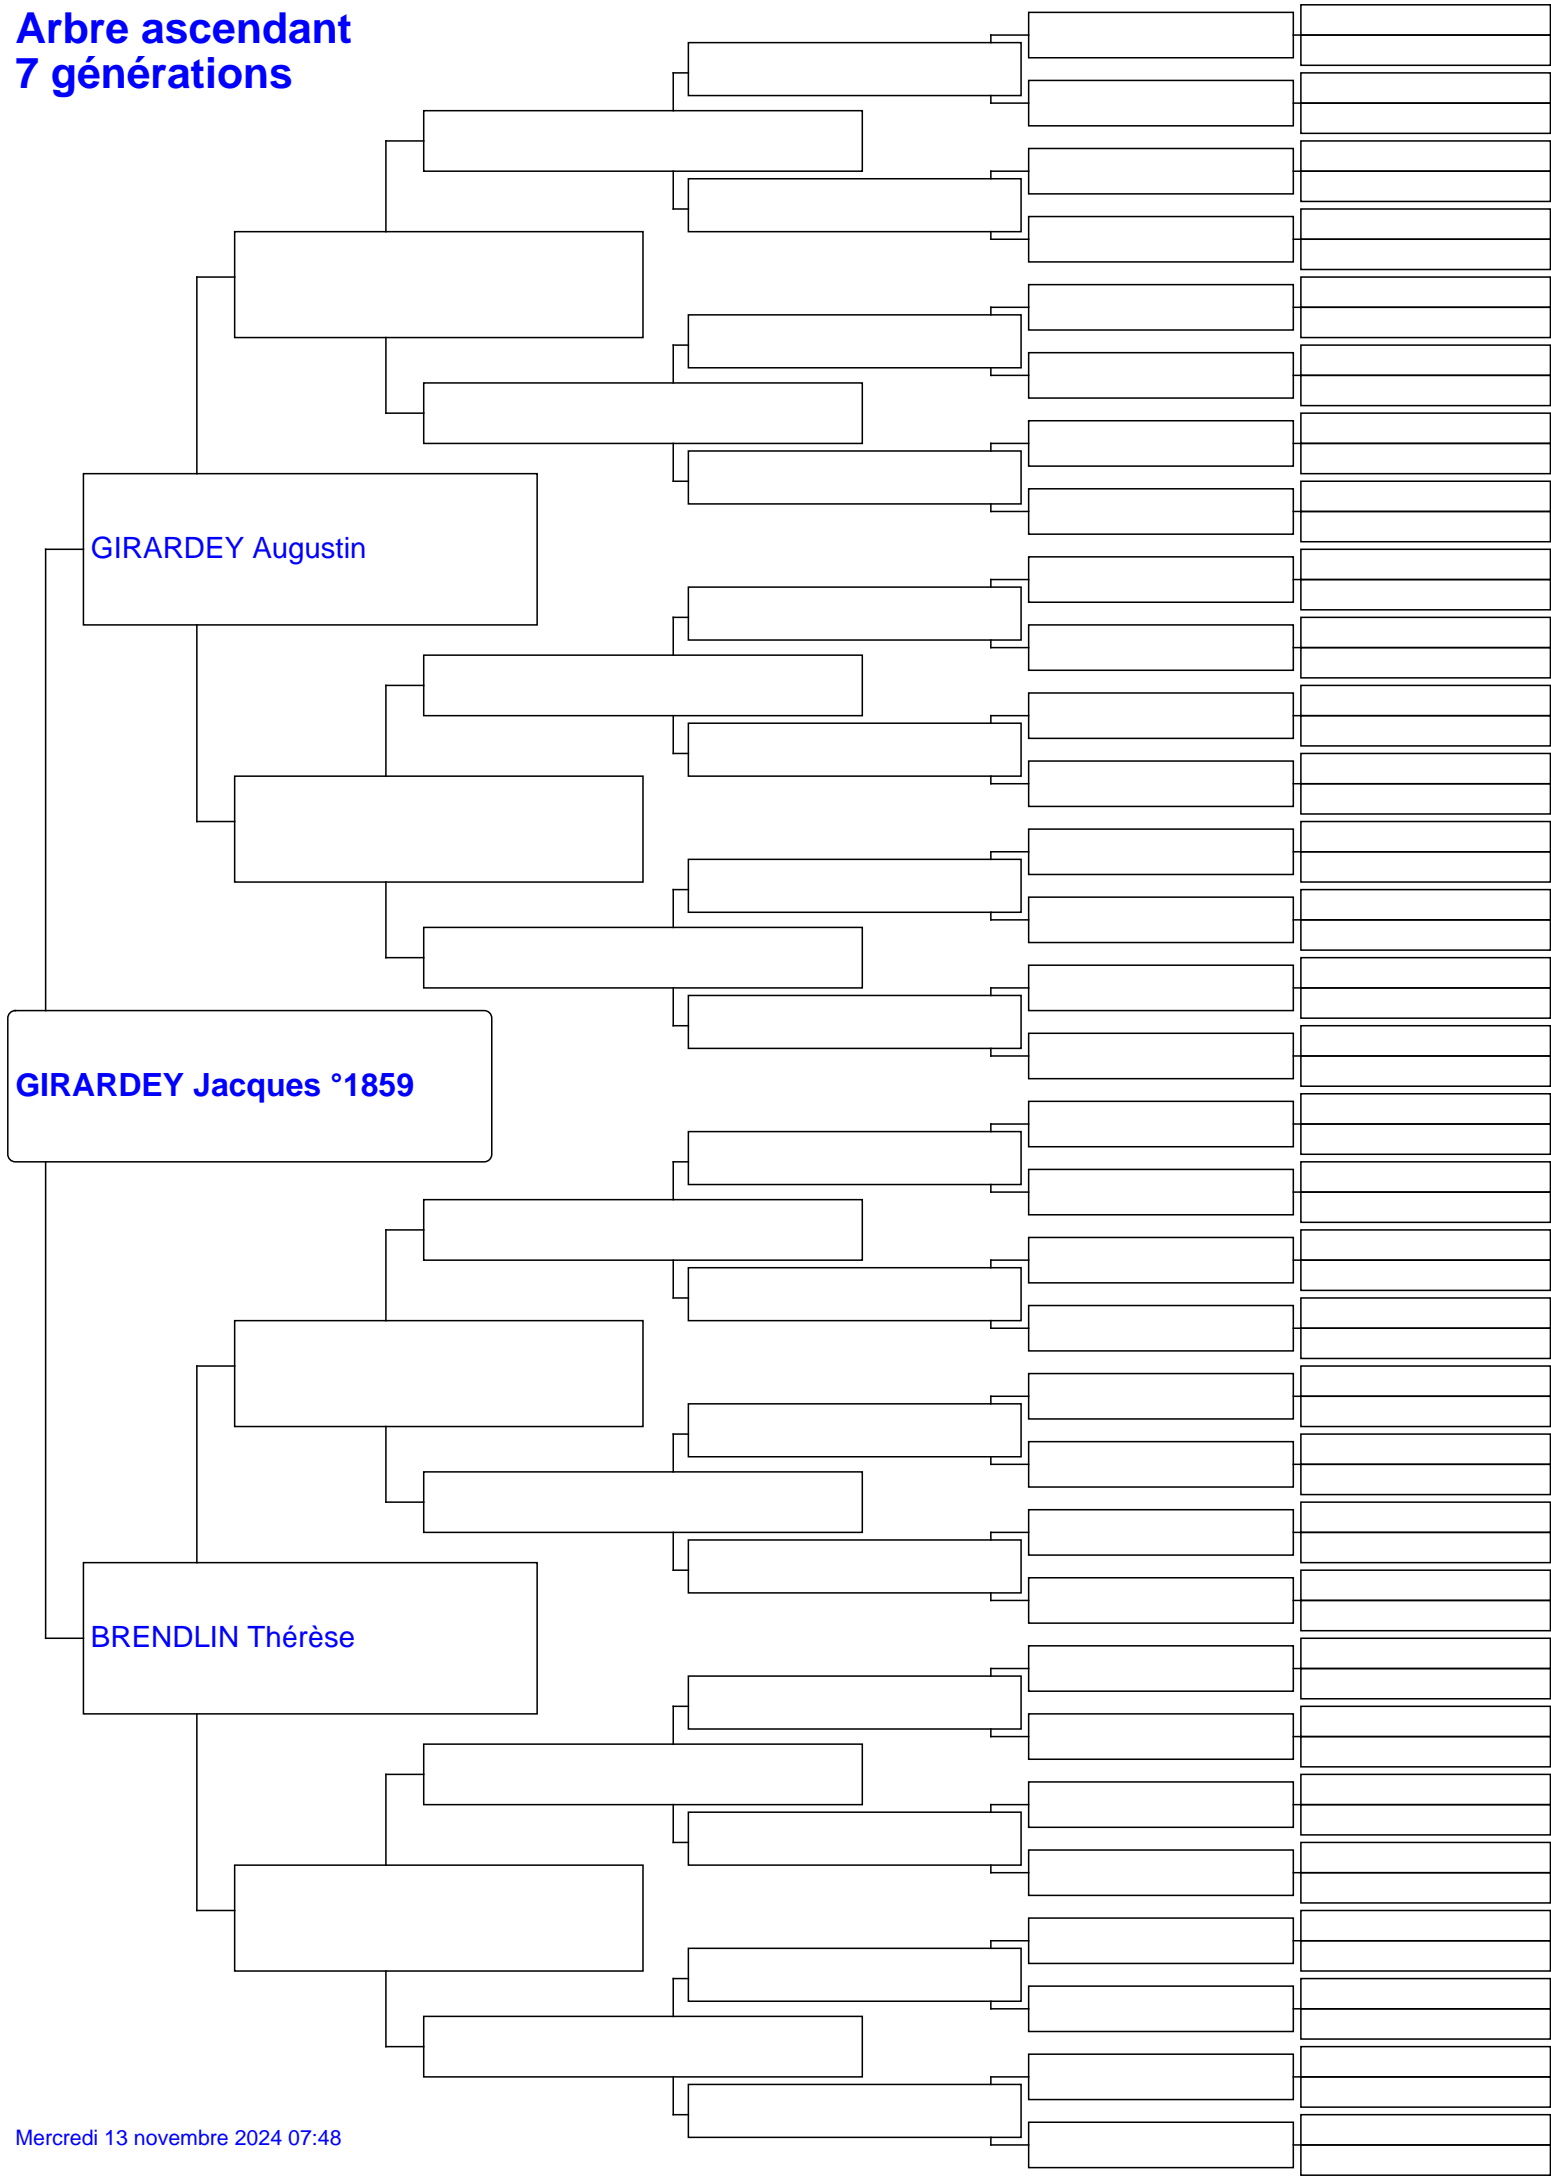 Arbre ascendant
7 générations
GIRARDEY Augustin
GIRARDEY Jacques °1859
BRENDLIN Thérèse
Mercredi 13 novembre 2024 07:48